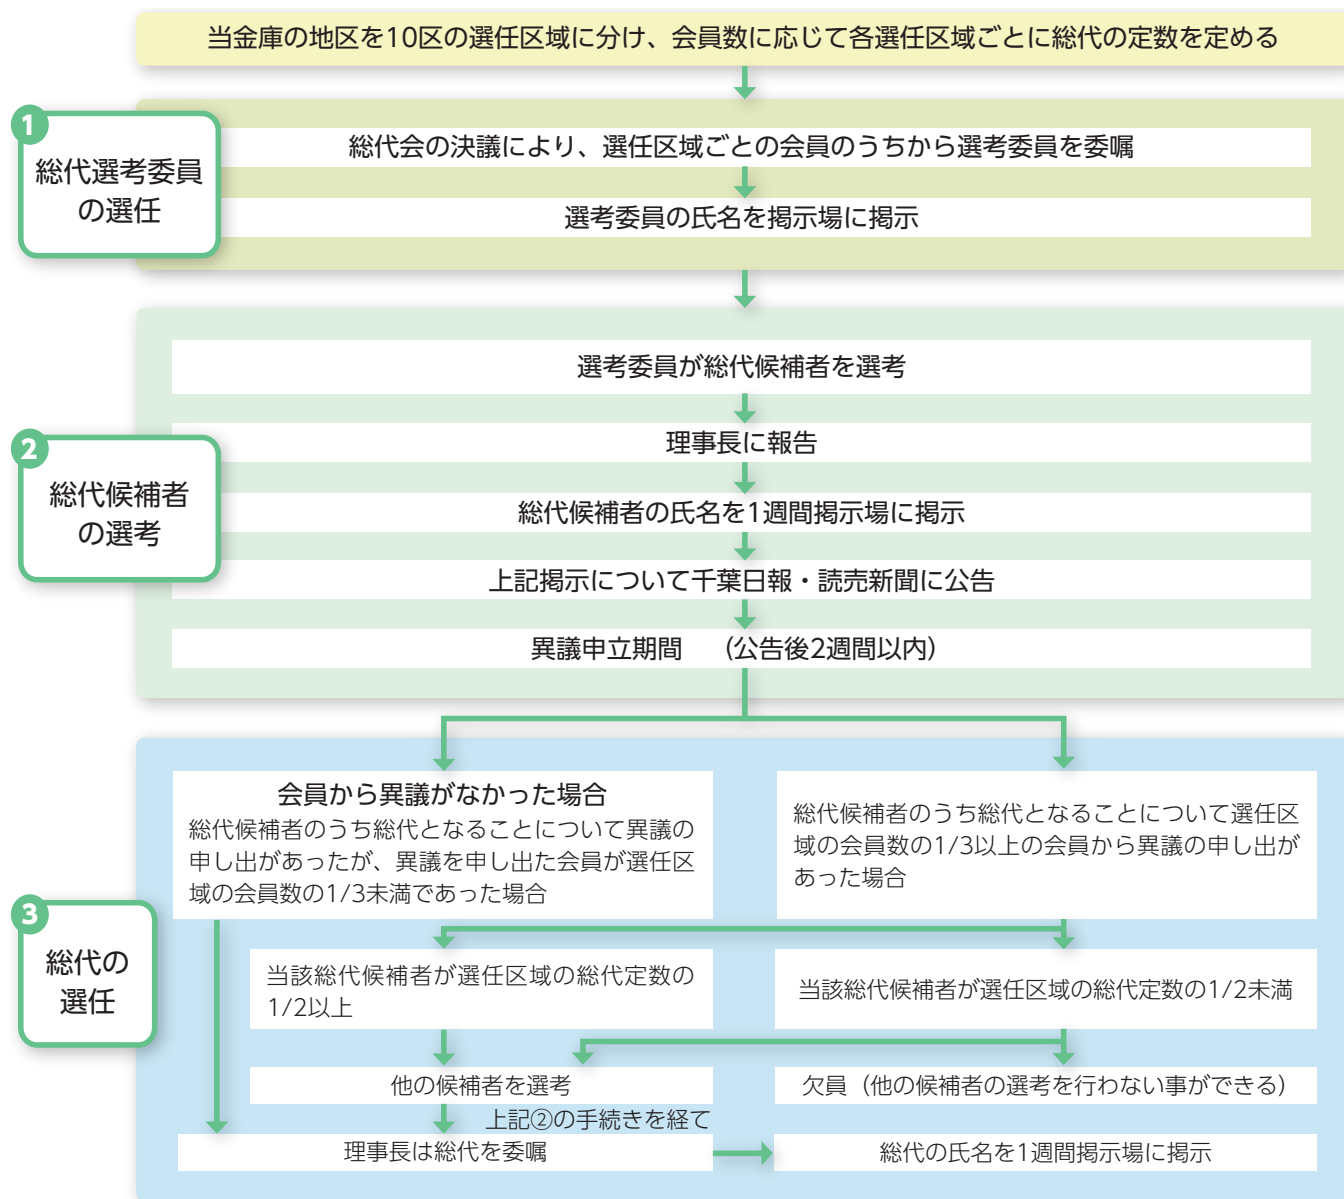 当金庫の地区を10区の選任区域に分け、会員数に応じて各選任区域ごとに総代の定数を定める
1
総代選考委員
の選任
総代会の決議により、選任区域ごとの会員のうちから選考委員を委嘱
選考委員の氏名を掲示場に掲示
2
総代候補者
の選考
選考委員が総代候補者を選考
理事長に報告
総代候補者の氏名を1週間掲示場に掲示
上記掲示について千葉日報・読売新聞に公告
異議申立期間　（公告後2週間以内）
3
総代の
選任
会員から異議がなかった場合
総代候補者のうち総代となることについて異議の
申し出があったが、異議を申し出た会員が選任区
域の会員数の1/3未満であった場合
総代候補者のうち総代となることについて選任区
域の会員数の1/3以上の会員から異議の申し出が
あった場合
当該総代候補者が選任区域の総代定数の
1/2以上
当該総代候補者が選任区域の総代定数の1/2未満
他の候補者を選考
欠員（他の候補者の選考を行わない事ができる）
上記②の手続きを経て
理事長は総代を委嘱
総代の氏名を1週間掲示場に掲示